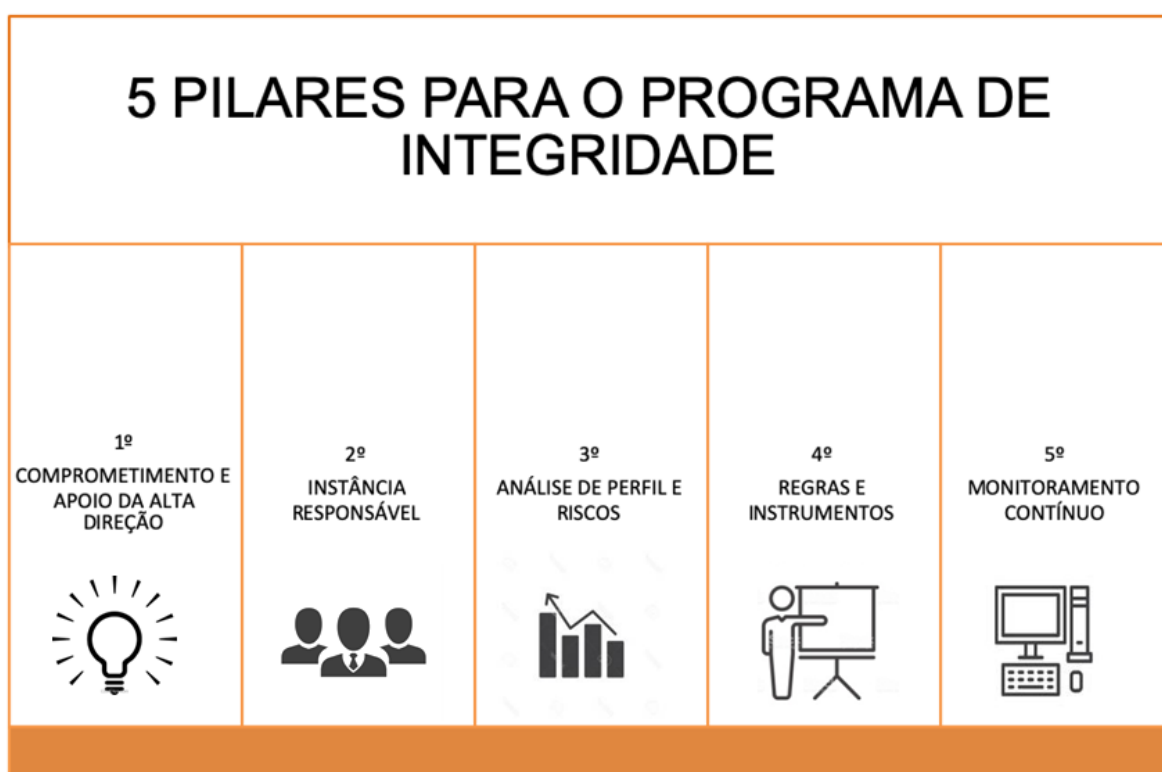 5 PILARES PARA O PROGRAMA DE
INTEGRIDADE
1º
COMPROMETIMENTO E
APOIO DA ALTA
DIREÇÃO
2º
INSTÂNCIA
RESPONSÁVEL
3º
ANÁLISE DE PERFIL E
RISCOS
4º
REGRAS E
INSTRUMENTOS
5º
MONITORAMENTO
CONTÍNUO